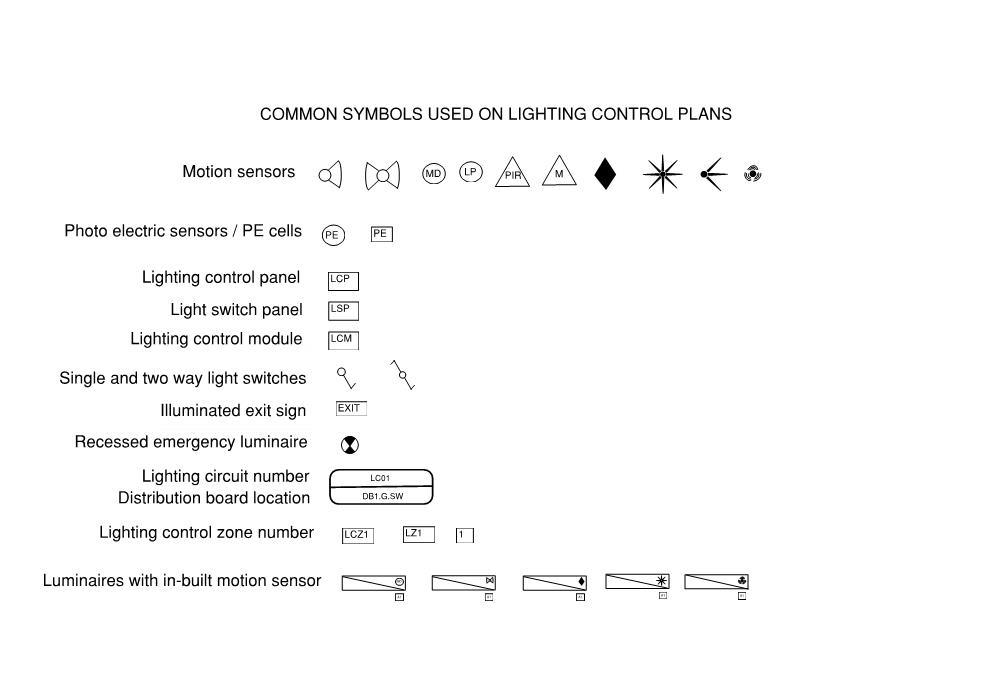 COMMON SYMBOLS USED ON LIGHTING CONTROL PLANS
Motion sensors MD LP PIR M
Photo electric sensors / PE cells PE PE
Lighting control panel LCP
Light switch panel LSP
Lighting control module LCM
Single and two way light switches
Illuminated exit sign EXIT
Recessed emergency luminaire
Lighting circuit number LC01
Distribution board location DB1.G.SW
Lighting control zone number LCZ1 LZ1 1
Luminaires with in-built motion sensor